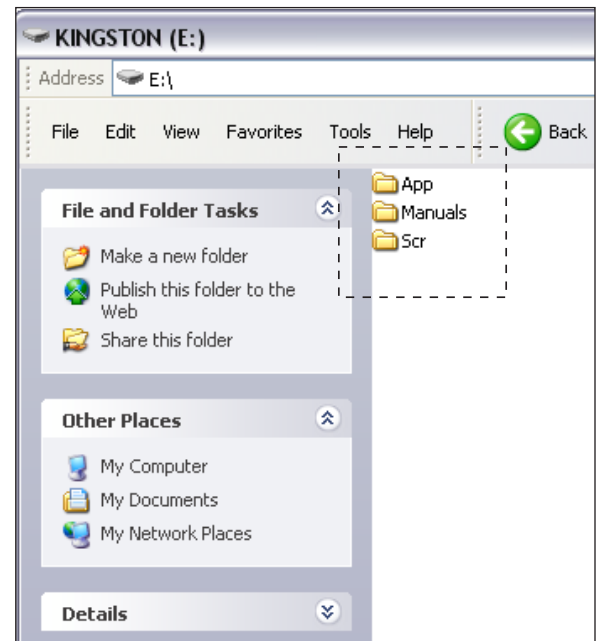 KINGSTON (E:)
Address E:\
File Edit View Favorites Tools Help Back
App
Manuals
Scr
File and Folder Tasks
Make a new folder
Publish this folder to the
Web
Share this folder
Other Places
My Computer
My Documents
My Network Places
Details